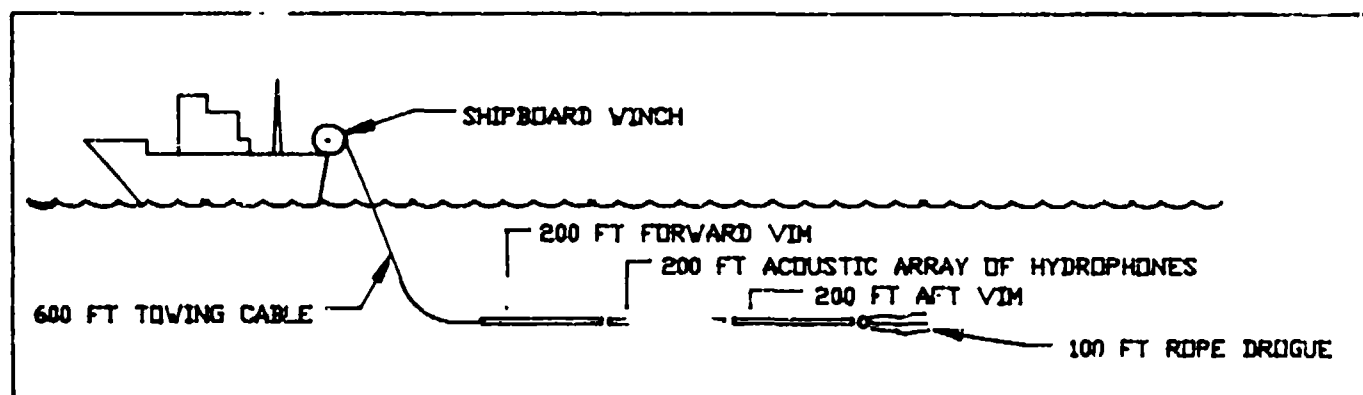 SHIPBOARD WINCH
200 FT FORWARD VIM
200 FT ACOUSTIC ARRAY OF HYDROPHONES
200 FT AFT VIM
600 FT TOWING CABLE
100 FT ROPE DROGUE